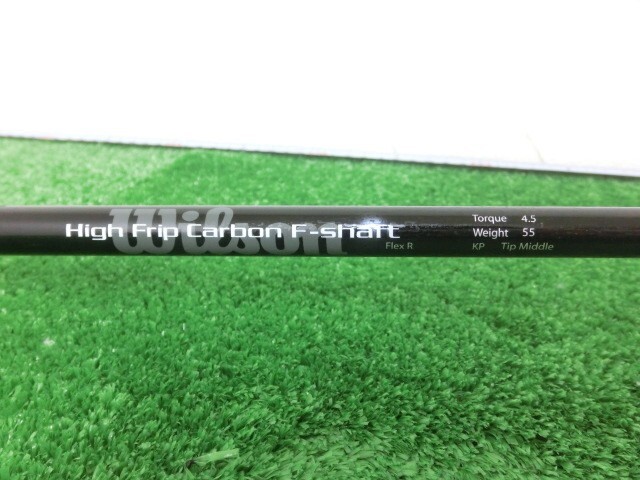 Wilson
High Frip Carbon F-shaft
Flex R
Torque 4.5
Weight 55
KP Tip Middle